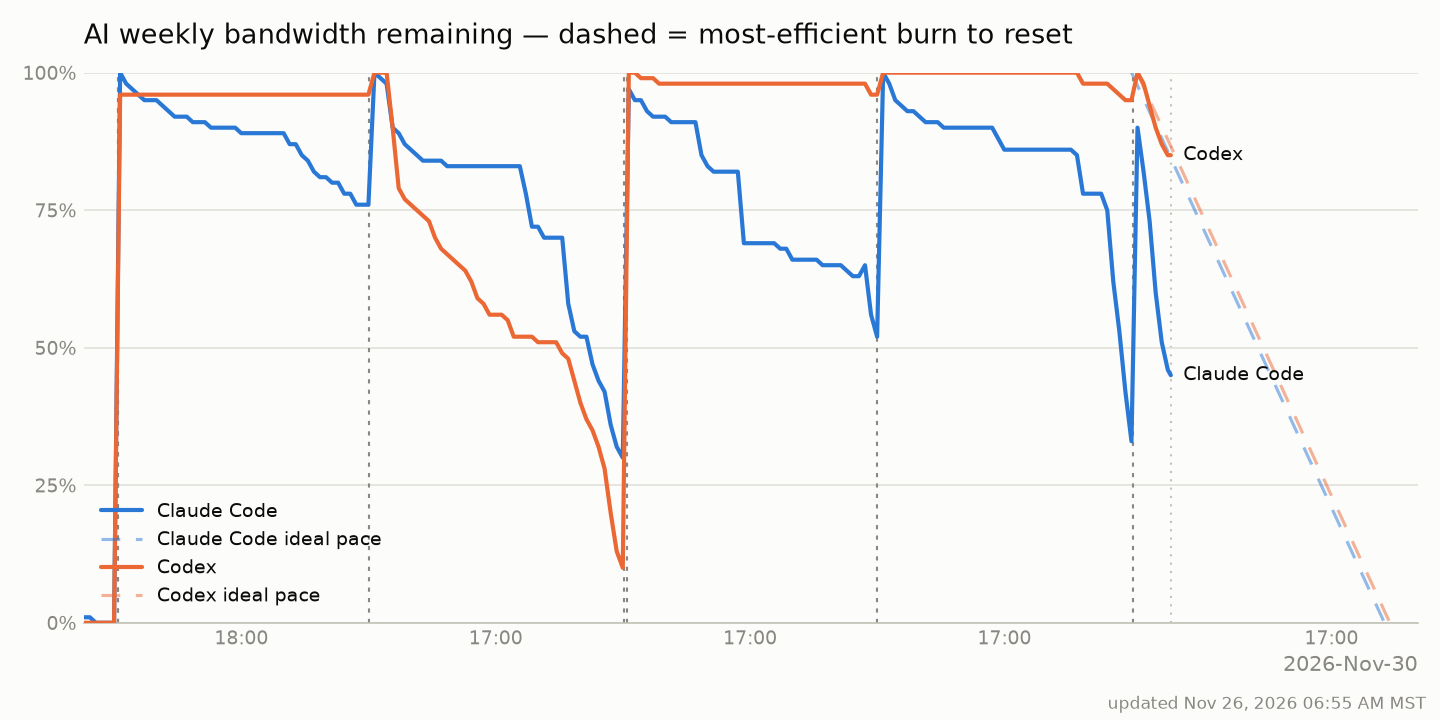 AI weekly bandwidth remaining — dashed = most-efficient burn to reset
100%
75%
50%
25%
0%
Codex
Claude Code
Claude Code
Claude Code ideal pace
Codex
Codex ideal pace
18:00 17:00 17:00 17:00 17:00
2026-Nov-30
updated Nov 26, 2026 06:55 AM MST